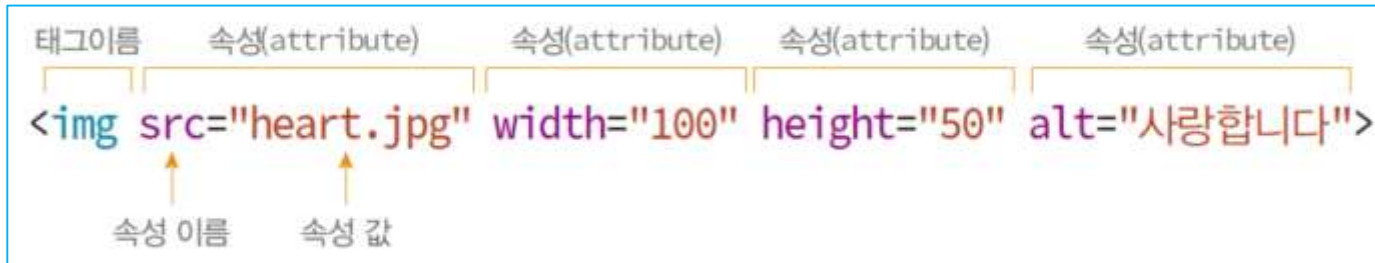 태그이름 속성(attribute) 속성(attribute) 속성(attribute) 속성(attribute)
<img src="heart.jpg" width="100" height="50" alt="사랑합니다">
속성 이름 속성 값